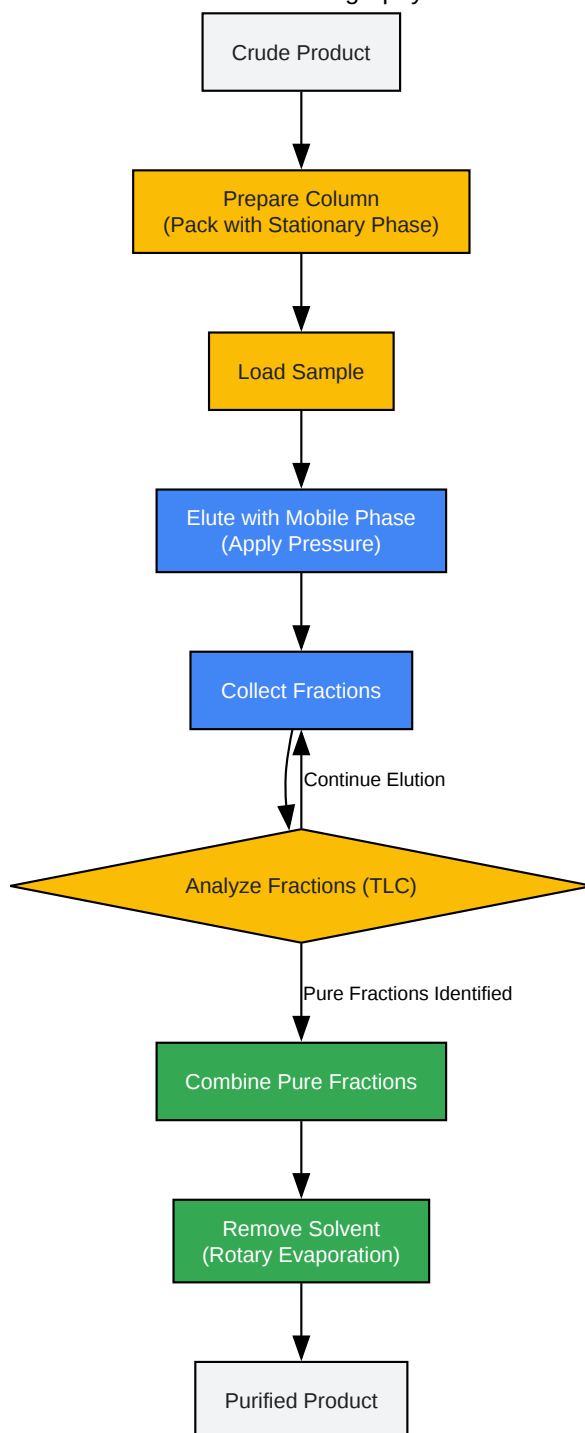 Crude Product
Prepare Column
(Pack with Stationary Phase)
Load Sample
Elute with Mobile Phase
(Apply Pressure)
Collect Fractions
Continue Elution
Analyze Fractions (TLC)
Pure Fractions Identified
Combine Pure Fractions
Remove Solvent
(Rotary Evaporation)
Purified Product